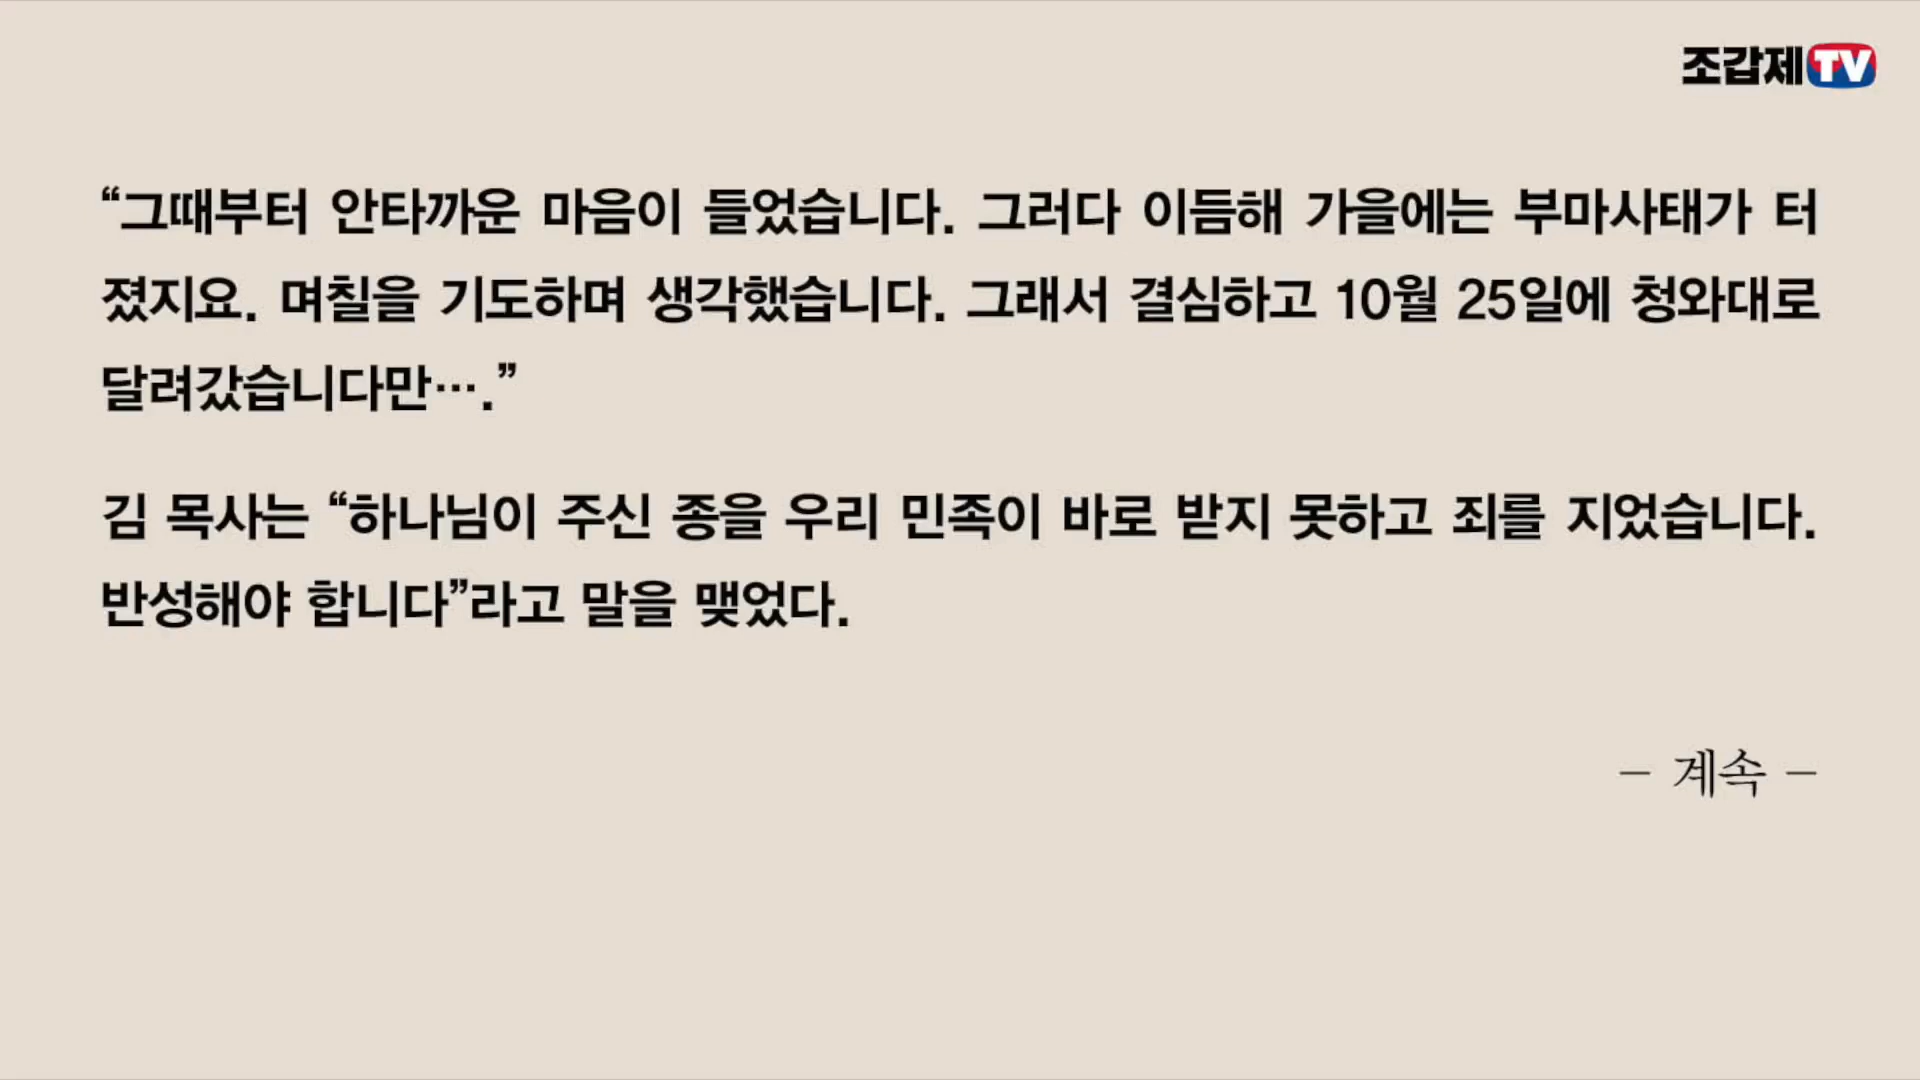 조갑제TV
“그때부터 안타까운 마음이 들었습니다. 그러다 이듬해 가을에는 부마사태가 터
졌지요. 며칠을 기도하며 생각했습니다. 그래서 결심하고 10월 25일에 청와대로
달려갔습니다만….”
김 목사는 “하나님이 주신 종을 우리 민족이 바로 받지 못하고 죄를 지었습니다.
반성해야 합니다”라고 말을 맺었다.
– 계속 –